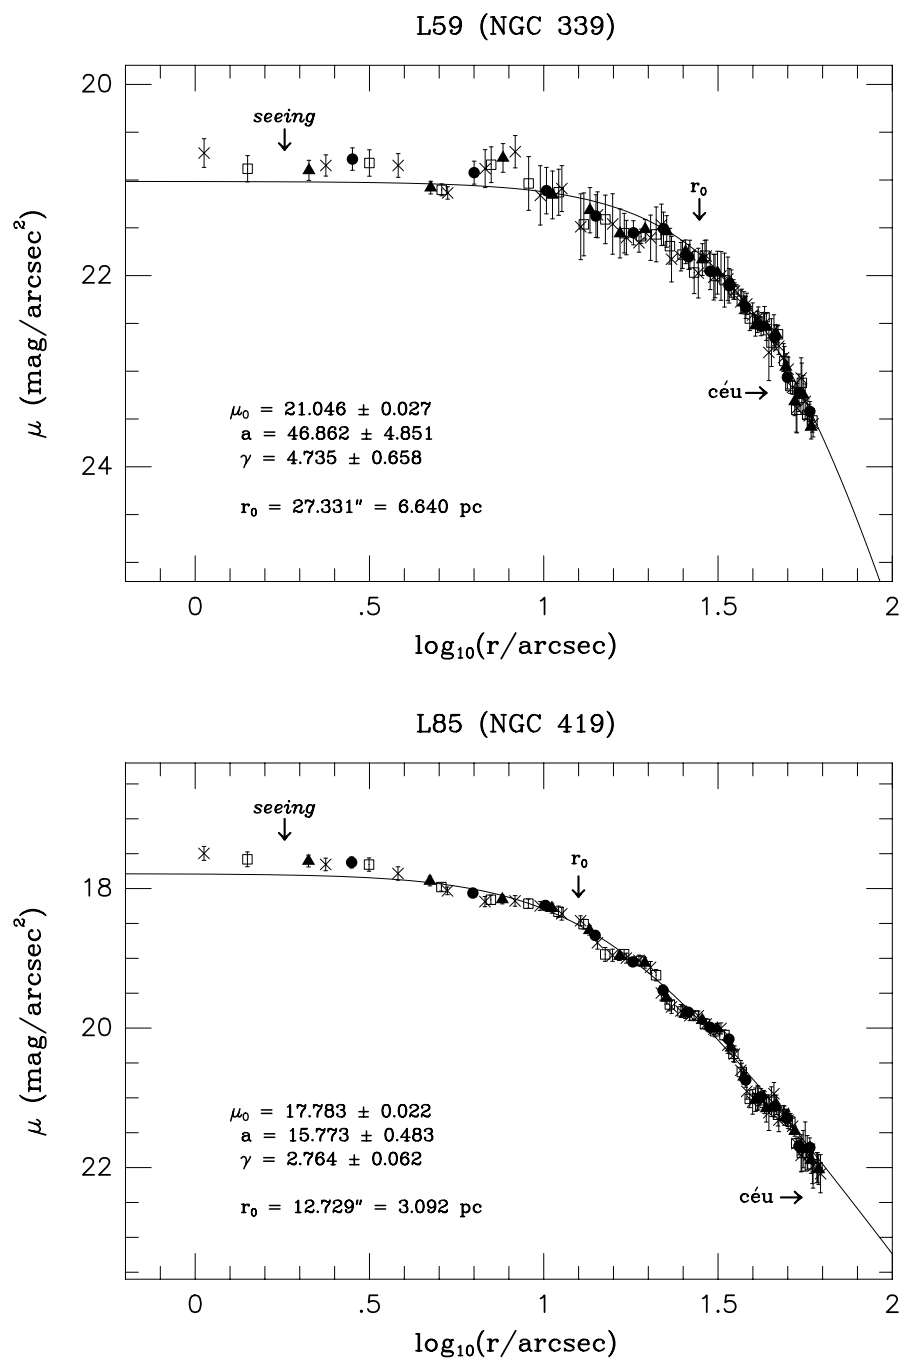 L59 (NGC 339)
20
22
24
μ (mag/arcsec²)
seeing
r₀
céu
μ₀ = 21.046 ± 0.027
a = 46.862 ± 4.851
γ = 4.735 ± 0.658
r₀ = 27.331″ = 6.640 pc
0 .5 1 1.5 2
log₁₀(r/arcsec)
L85 (NGC 419)
18
20
22
μ (mag/arcsec²)
seeing
r₀
céu
μ₀ = 17.783 ± 0.022
a = 15.773 ± 0.483
γ = 2.764 ± 0.062
r₀ = 12.729″ = 3.092 pc
0 .5 1 1.5 2
log₁₀(r/arcsec)